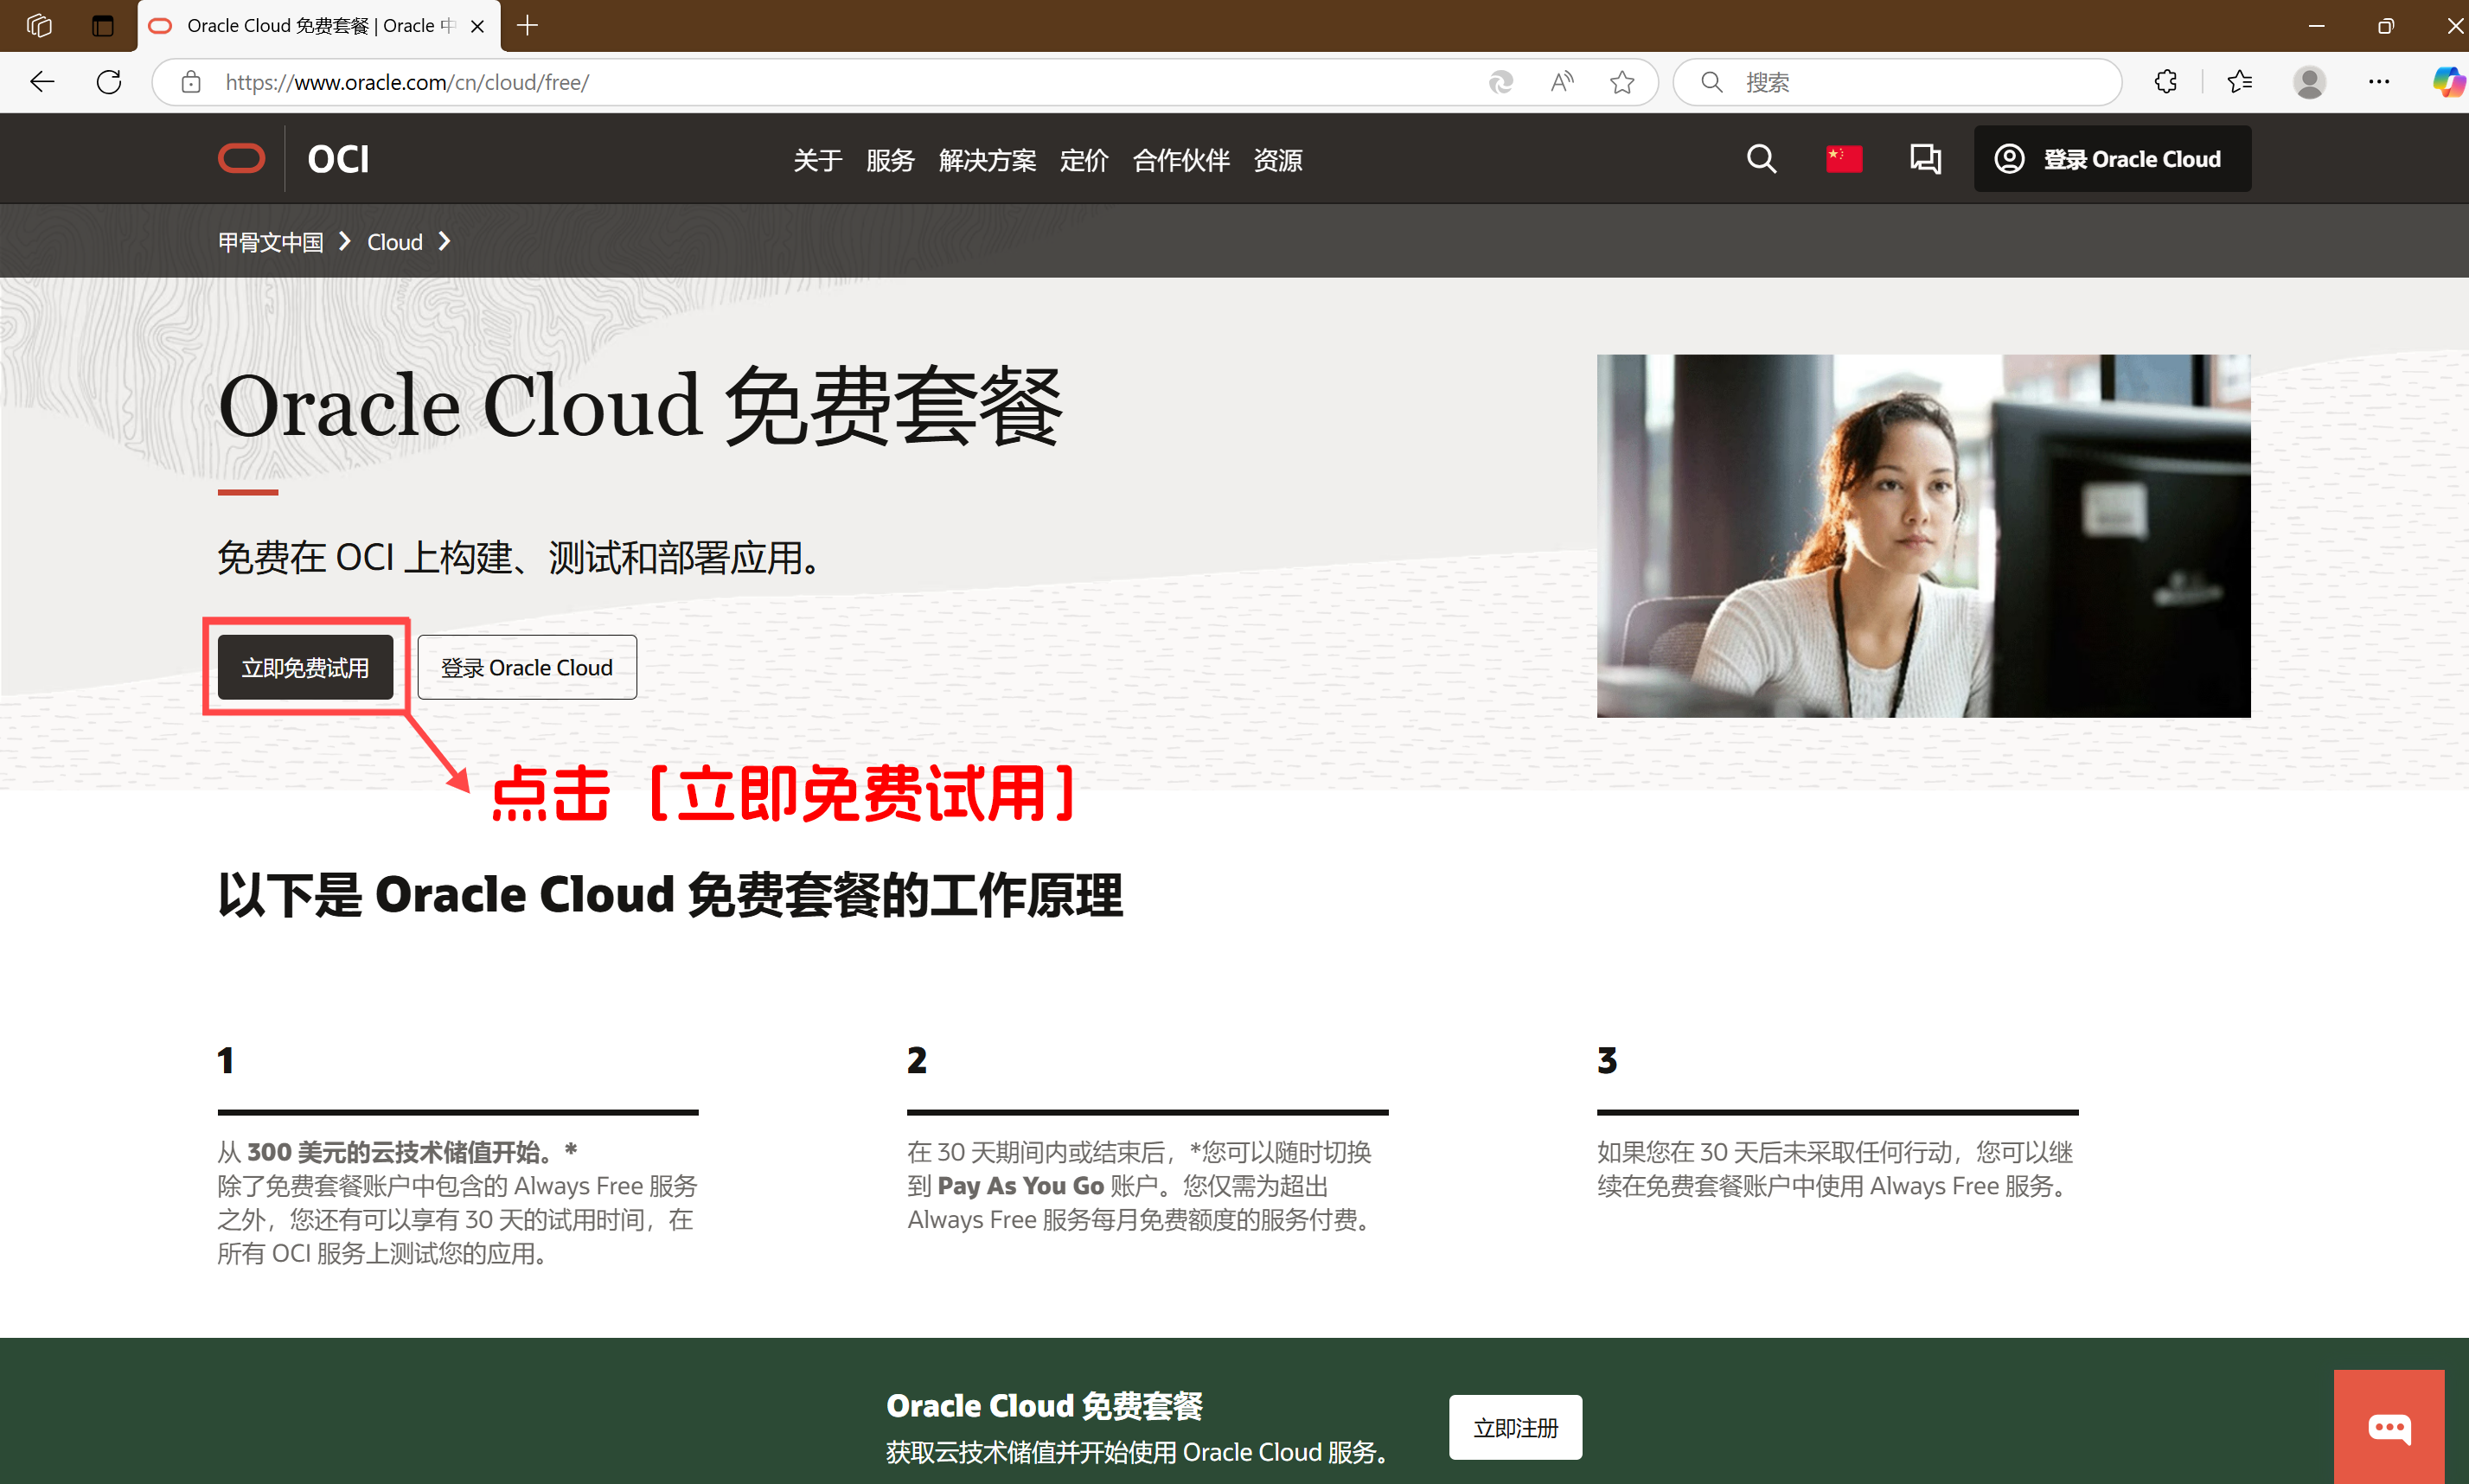 Oracle Cloud 免费套餐 | Oracle 中
https://www.oracle.com/cn/cloud/free/
搜索
OCI
关于 服务 解决方案 定价 合作伙伴 资源
登录 Oracle Cloud
甲骨文中国 Cloud
Oracle Cloud 免费套餐
免费在 OCI 上构建、测试和部署应用。
立即免费试用
登录 Oracle Cloud
点击［立即免费试用］
以下是 Oracle Cloud 免费套餐的工作原理
1
从 300 美元的云技术储值开始。*
除了免费套餐账户中包含的 Always Free 服务
之外，您还有可以享有 30 天的试用时间，在
所有 OCI 服务上测试您的应用。
2
在 30 天期间内或结束后，*您可以随时切换
到 Pay As You Go 账户。您仅需为超出
Always Free 服务每月免费额度的服务付费。
3
如果您在 30 天后未采取任何行动，您可以继
续在免费套餐账户中使用 Always Free 服务。
Oracle Cloud 免费套餐
获取云技术储值并开始使用 Oracle Cloud 服务。
立即注册